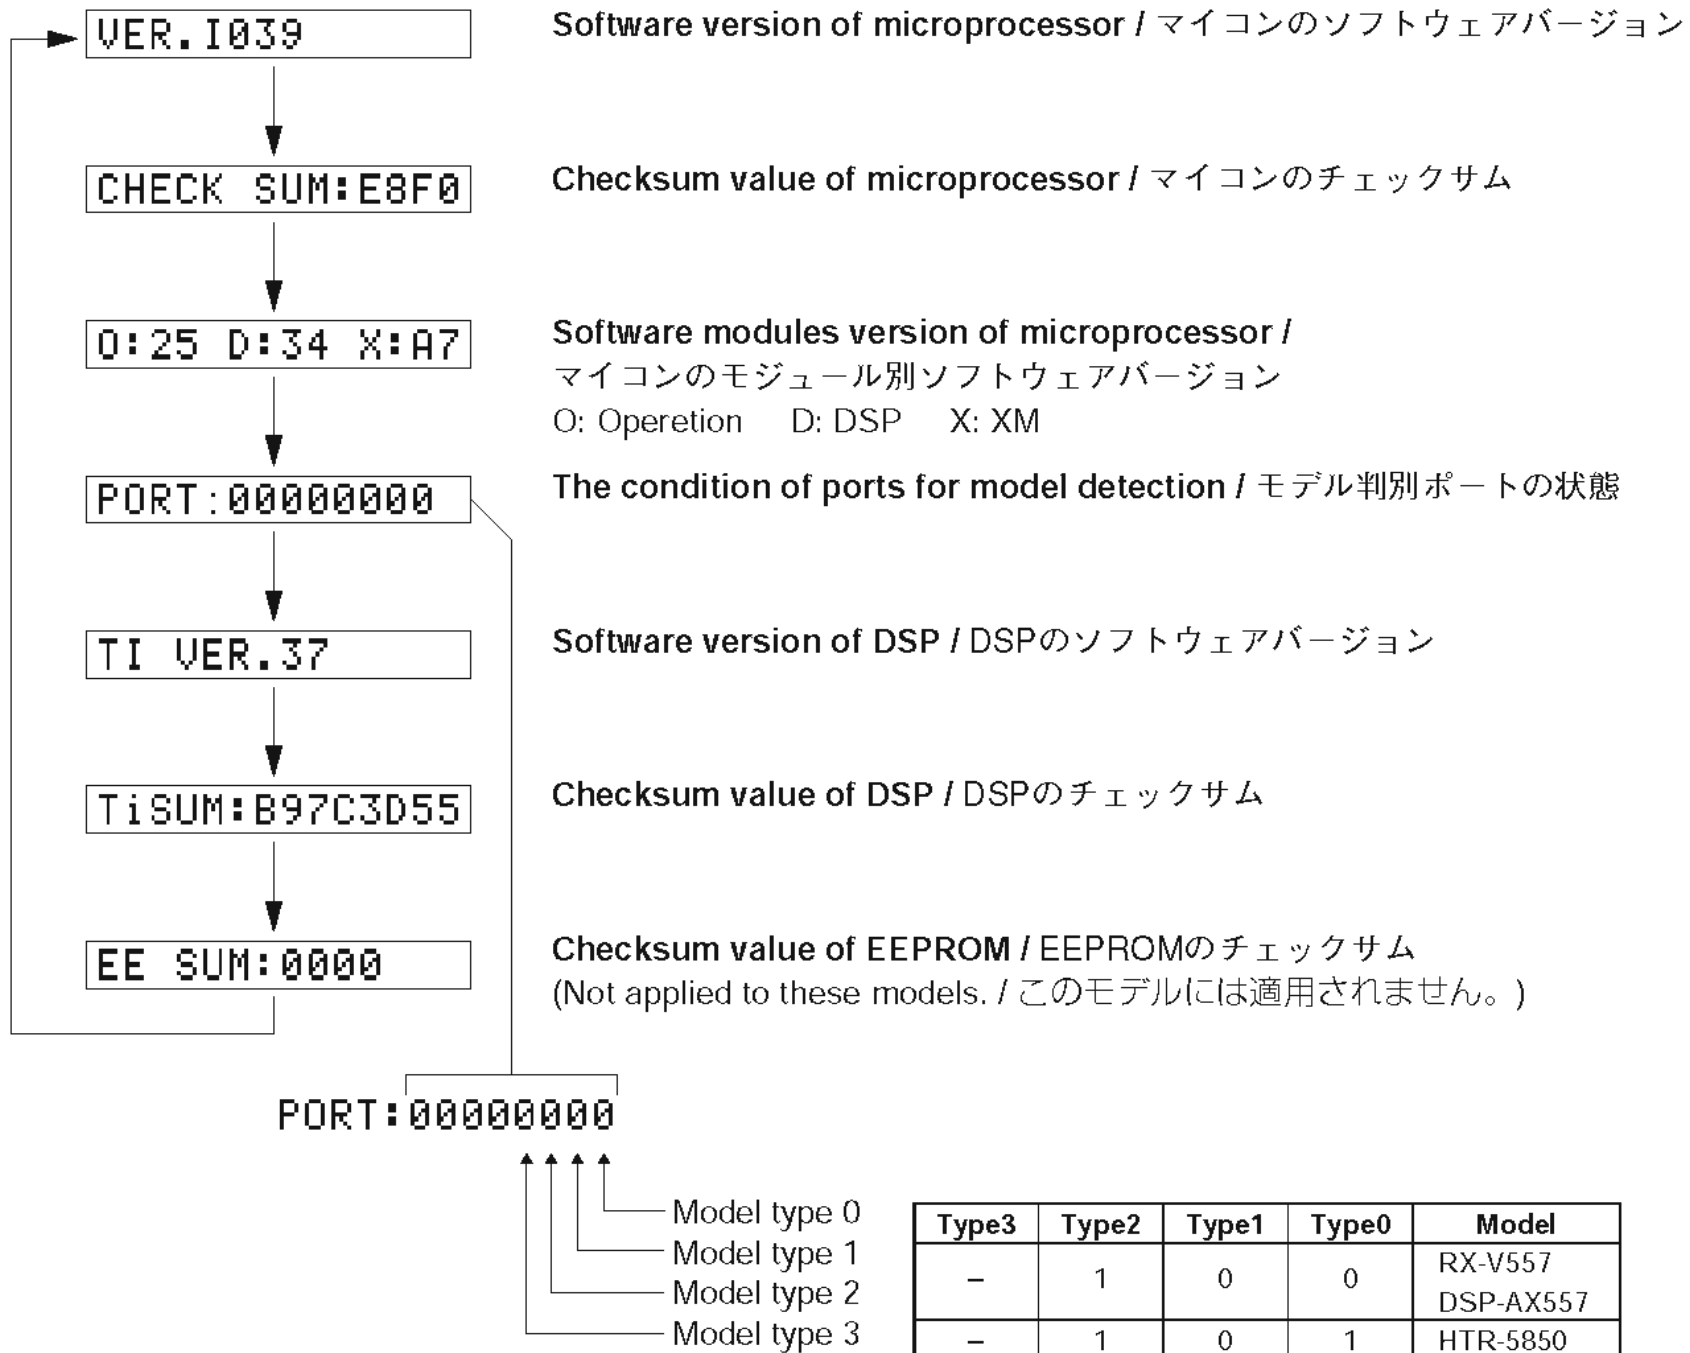 VER.I039
Software version of microprocessor / マイコンのソフトウェアバージョン
CHECK SUM:E8F0
Checksum value of microprocessor / マイコンのチェックサム
O:25 D:34 X:A7
Software modules version of microprocessor /
マイコンのモジュール別ソフトウェアバージョン
O: Operetion D: DSP X: XM
PORT:00000000
The condition of ports for model detection / モデル判別ポートの状態
TI VER.37
Software version of DSP / DSPのソフトウェアバージョン
TiSUM:B97C3D55
Checksum value of DSP / DSPのチェックサム
EE SUM:0000
Checksum value of EEPROM / EEPROMのチェックサム
(Not applied to these models. / このモデルには適用されません。)
PORT:00000000
Model type 0
Model type 1
Model type 2
Model type 3
Type3 Type2 Type1 Type0 Model
– 1 0 0 RX-V557
DSP-AX557
– 1 0 1 HTR-5850